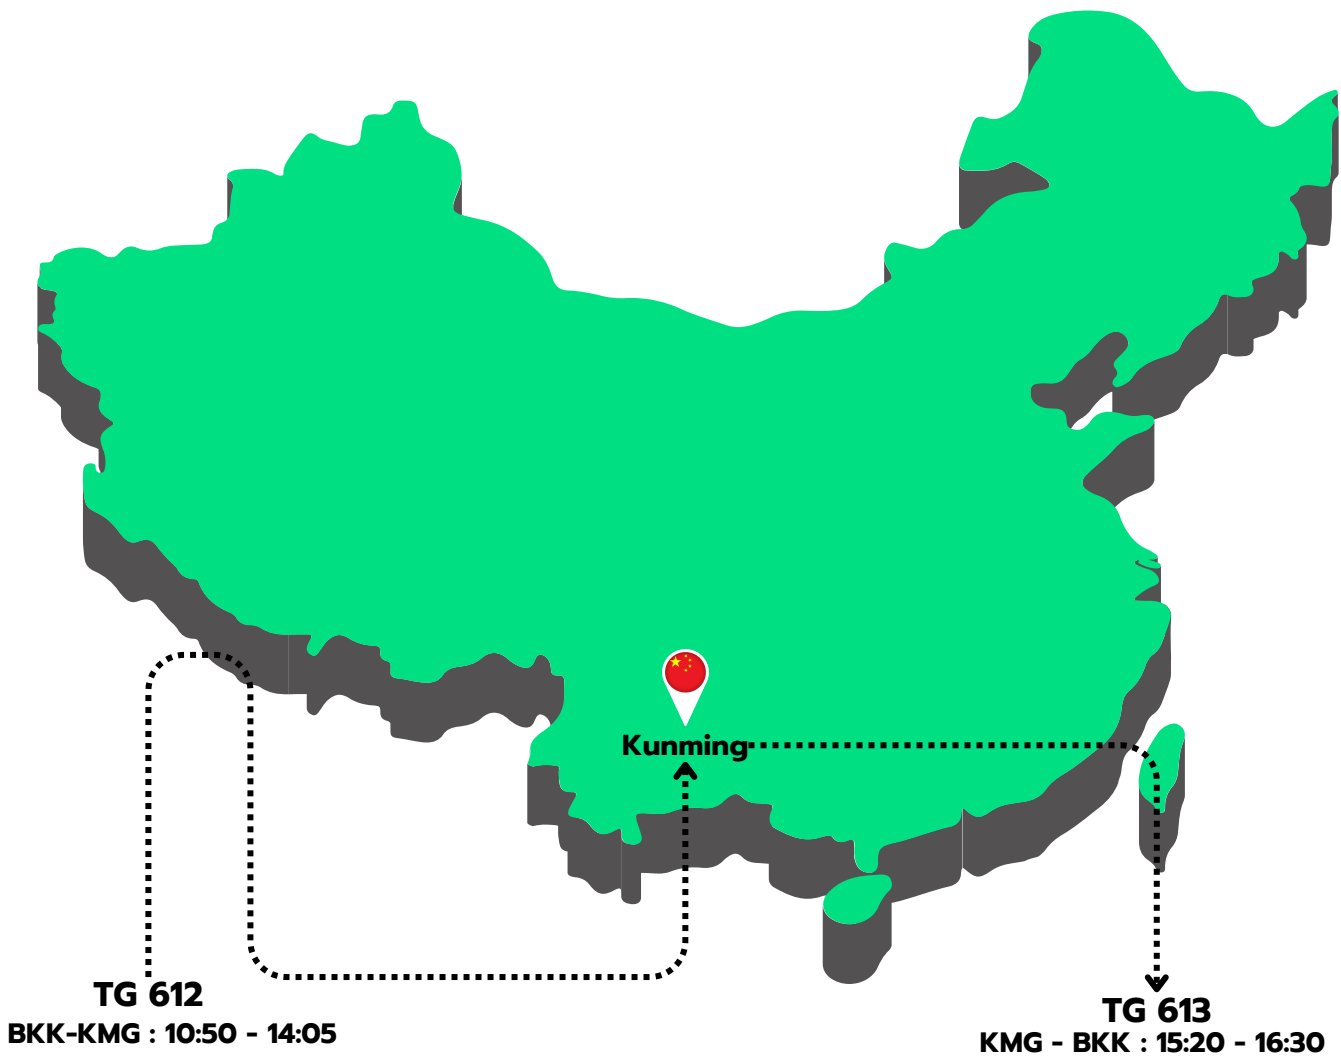 Kunming
TG 612
BKK-KMG : 10:50 - 14:05
TG 613
KMG - BKK : 15:20 - 16:30